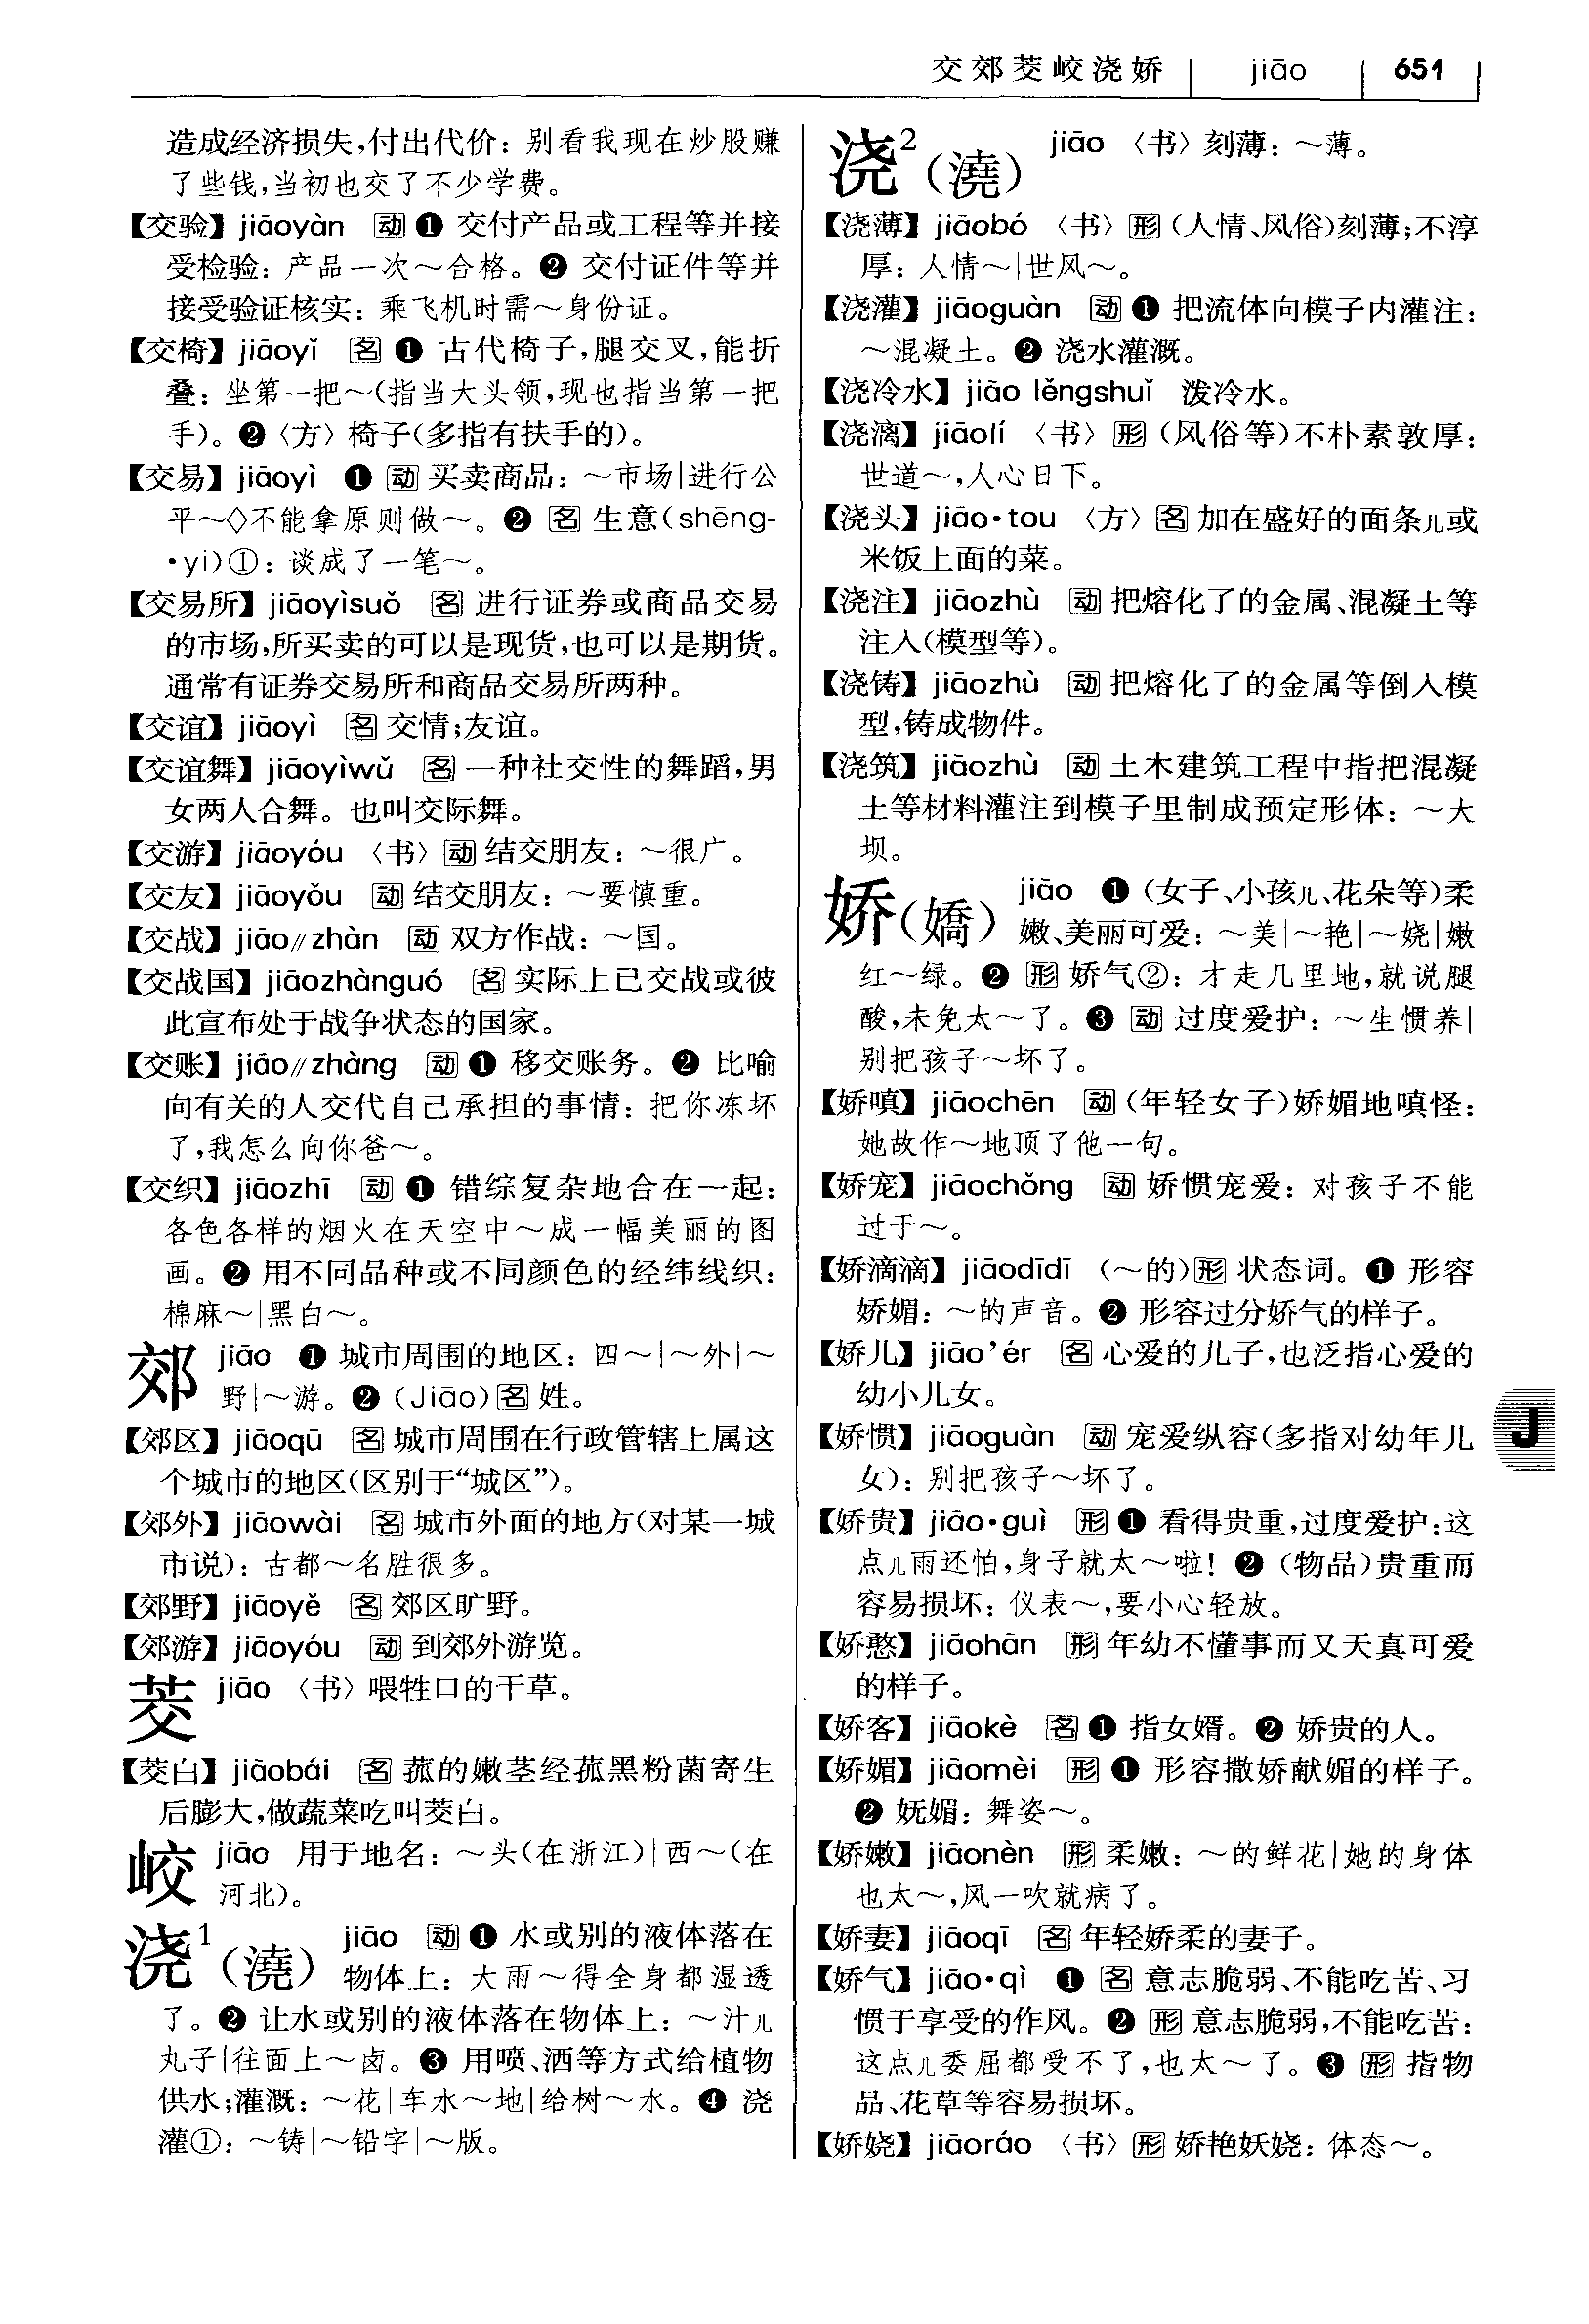 交郊茭峧浇娇 jiāo 651
造成经济损失,付出代价：别看我现在炒股赚
了些钱,当初也交了不少学费。
【交验】jiāoyàn 动 ❶ 交付产品或工程等并接
受检验：产品一次～合格。❷ 交付证件等并
接受验证核实：乘飞机时需～身份证。
【交椅】jiāoyǐ 名 ❶ 古代椅子,腿交叉,能折
叠：坐第一把～(指当大头领,现也指当第一把
手)。❷〈方〉椅子(多指有扶手的)。
【交易】jiāoyì ❶ 动 买卖商品：～市场|进行公
平～◇不能拿原则做～。❷ 名 生意(shēng-
·yi)①：谈成了一笔～。
【交易所】jiāoyìsuǒ 名 进行证券或商品交易
的市场,所买卖的可以是现货,也可以是期货。
通常有证券交易所和商品交易所两种。
【交谊】jiāoyì 名 交情;友谊。
【交谊舞】jiāoyìwǔ 名 一种社交性的舞蹈,男
女两人合舞。也叫交际舞。
【交游】jiāoyóu 〈书〉动 结交朋友：～很广。
【交友】jiāoyǒu 动 结交朋友：～要慎重。
【交战】jiāo∥zhàn 动 双方作战：～国。
【交战国】jiāozhànguó 名 实际上已交战或彼
此宣布处于战争状态的国家。
【交账】jiāo∥zhàng 动 ❶ 移交账务。❷ 比喻
向有关的人交代自己承担的事情：把你冻坏
了,我怎么向你爸～。
【交织】jiāozhī 动 ❶ 错综复杂地合在一起：
各色各样的烟火在天空中～成一幅美丽的图
画。❷ 用不同品种或不同颜色的经纬线织：
棉麻～|黑白～。
郊 jiāo ❶ 城市周围的地区：四～|～外|～
野|～游。❷ (Jiāo)名 姓。
【郊区】jiāoqū 名 城市周围在行政管辖上属这
个城市的地区(区别于“城区”)。
【郊外】jiāowài 名 城市外面的地方(对某一城
市说)：古都～名胜很多。
【郊野】jiāoyě 名 郊区旷野。
【郊游】jiāoyóu 动 到郊外游览。
茭 jiāo 〈书〉喂牲口的干草。
【茭白】jiāobái 名 菰的嫩茎经菰黑粉菌寄生
后膨大,做蔬菜吃叫茭白。
峧 jiāo 用于地名：～头(在浙江)|西～(在
河北)。
浇1(澆) jiāo 动 ❶ 水或别的液体落在
物体上：大雨～得全身都湿透
了。❷ 让水或别的液体落在物体上：～汁儿
丸子|往面上～卤。❸ 用喷、洒等方式给植物
供水;灌溉：～花|车水～地|给树～水。❹ 浇
灌①：～铸|～铅字|～版。
浇2(澆) jiāo 〈书〉刻薄：～薄。
【浇薄】jiāobó 〈书〉形 (人情、风俗)刻薄;不淳
厚：人情～|世风～。
【浇灌】jiāoguàn 动 ❶ 把流体向模子内灌注：
～混凝土。❷ 浇水灌溉。
【浇冷水】jiāo lěngshuǐ 泼冷水。
【浇漓】jiāolí 〈书〉形 (风俗等)不朴素敦厚：
世道～,人心日下。
【浇头】jiāo·tou 〈方〉名 加在盛好的面条儿或
米饭上面的菜。
【浇注】jiāozhù 动 把熔化了的金属、混凝土等
注入(模型等)。
【浇铸】jiāozhù 动 把熔化了的金属等倒入模
型,铸成物件。
【浇筑】jiāozhù 动 土木建筑工程中指把混凝
土等材料灌注到模子里制成预定形体：～大
坝。
娇(嬌) jiāo ❶ (女子、小孩儿、花朵等)柔
嫩、美丽可爱：～美|～艳|～娆|嫩
红～绿。❷ 形 娇气②：才走几里地,就说腿
酸,未免太～了。❸ 动 过度爱护：～生惯养|
别把孩子～坏了。
【娇嗔】jiāochēn 动 (年轻女子)娇媚地嗔怪：
她故作～地顶了他一句。
【娇宠】jiāochǒng 动 娇惯宠爱：对孩子不能
过于～。
【娇滴滴】jiāodīdī (～的)形 状态词。❶ 形容
娇媚：～的声音。❷ 形容过分娇气的样子。
【娇儿】jiāo’ér 名 心爱的儿子,也泛指心爱的
幼小儿女。
【娇惯】jiāoguàn 动 宠爱纵容(多指对幼年儿
女)：别把孩子～坏了。
【娇贵】jiāo·guì 形 ❶ 看得贵重,过度爱护：这
点儿雨还怕,身子就太～啦！❷ (物品)贵重而
容易损坏：仪表～,要小心轻放。
【娇憨】jiāohān 形 年幼不懂事而又天真可爱
的样子。
【娇客】jiāokè 名 ❶ 指女婿。❷ 娇贵的人。
【娇媚】jiāomèi 形 ❶ 形容撒娇献媚的样子。
❷ 妩媚：舞姿～。
【娇嫩】jiāonèn 形 柔嫩：～的鲜花|她的身体
也太～,风一吹就病了。
【娇妻】jiāoqī 名 年轻娇柔的妻子。
【娇气】jiāo·qì ❶ 名 意志脆弱、不能吃苦、习
惯于享受的作风。❷ 形 意志脆弱,不能吃苦：
这点儿委屈都受不了,也太～了。❸ 形 指物
品、花草等容易损坏。
【娇娆】jiāoráo 〈书〉形 娇艳妖娆：体态～。
J